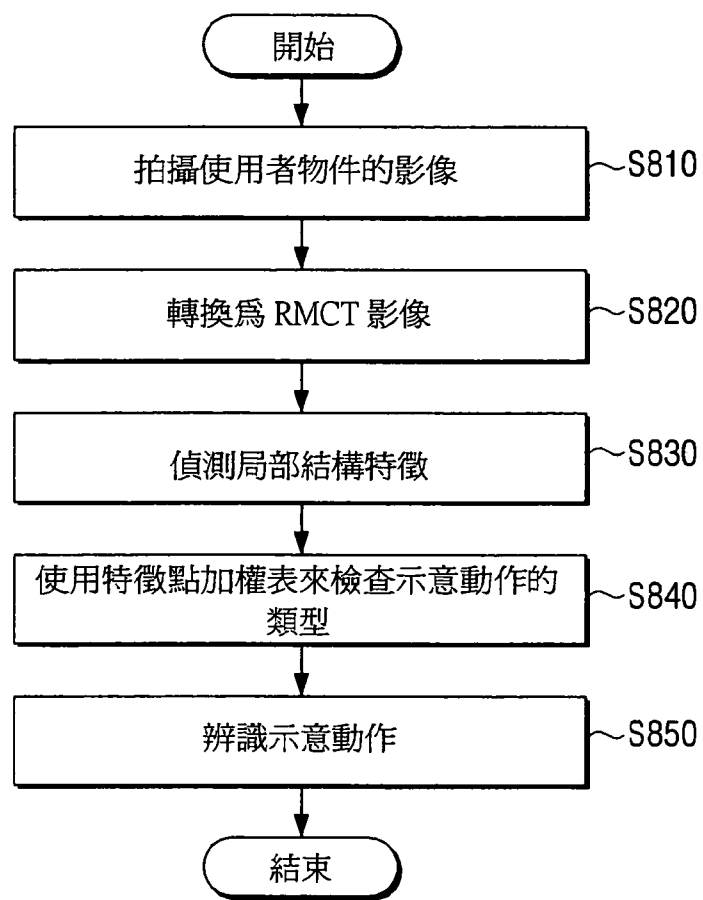 開始
拍攝使用者物件的影像
S810
轉換爲 RMCT 影像
S820
偵測局部結構特徵
S830
使用特徵點加權表來檢查示意動作的
類型
S840
辨識示意動作
S850
結束